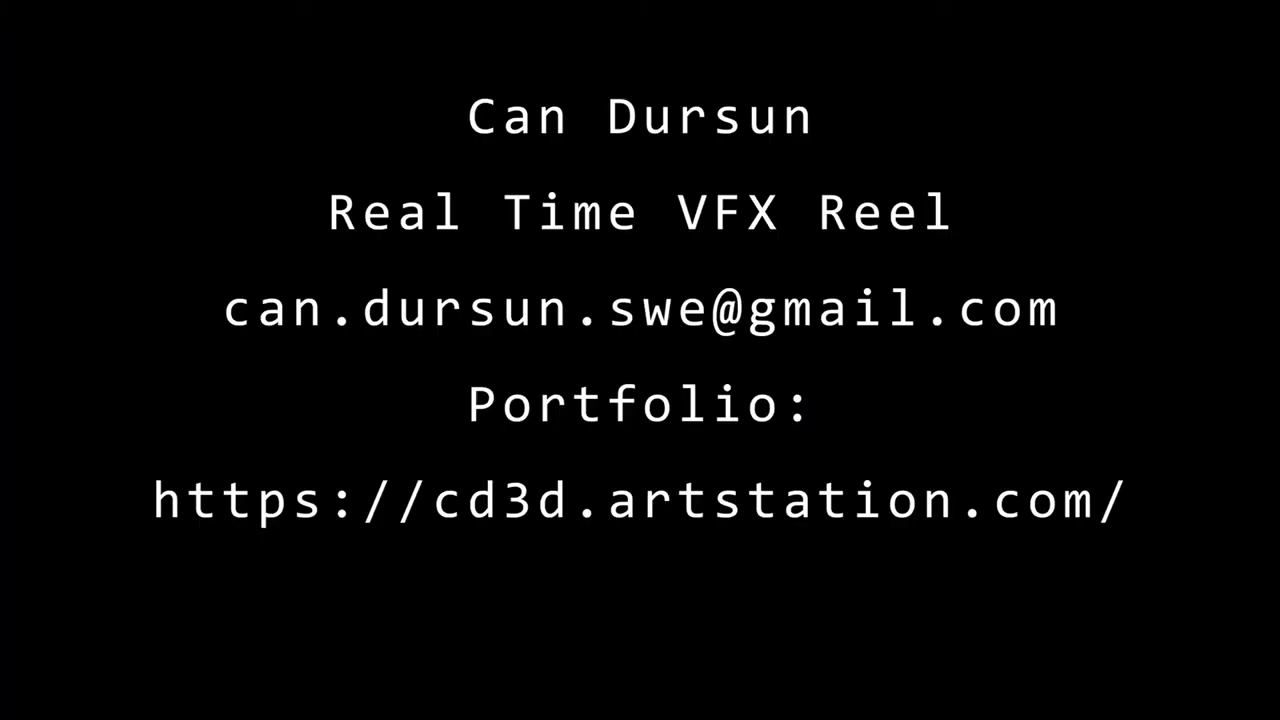 Can Dursun
Real Time VFX Reel
can.dursun.swe@gmail.com
Portfolio:
https://cd3d.artstation.com/